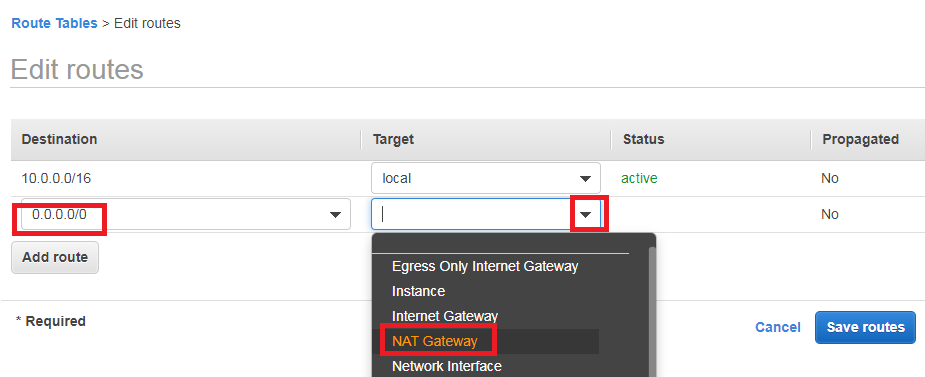 Route Tables > Edit routes
Edit routes
Destination Target Status Propagated
10.0.0.0/16 local active No
0.0.0.0/0 No
Add route
Egress Only Internet Gateway
Instance
Internet Gateway
NAT Gateway
Network Interface
* Required
Cancel Save routes